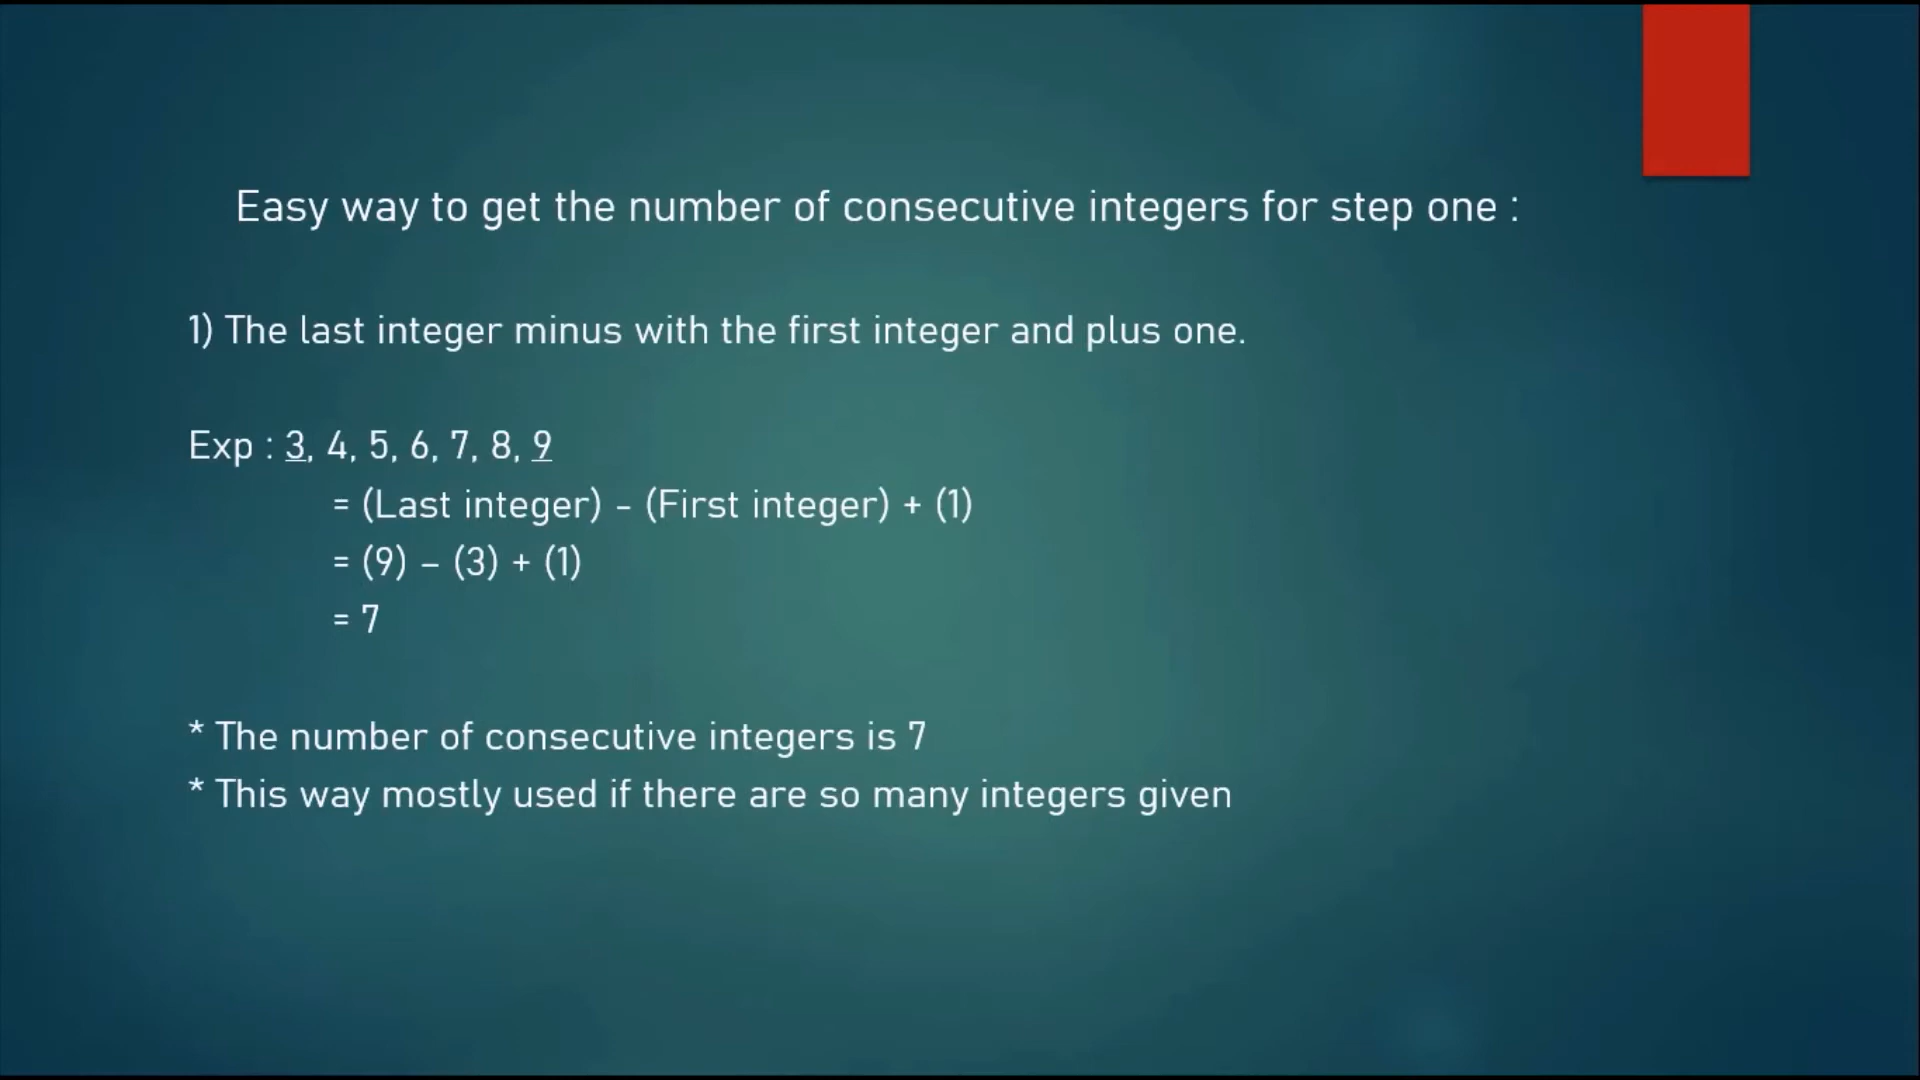 Easy way to get the number of consecutive integers for step one :
1) The last integer minus with the first integer and plus one.
Exp : 3, 4, 5, 6, 7, 8, 9
= (Last integer) - (First integer) + (1)
= (9) – (3) + (1)
= 7
* The number of consecutive integers is 7
* This way mostly used if there are so many integers given